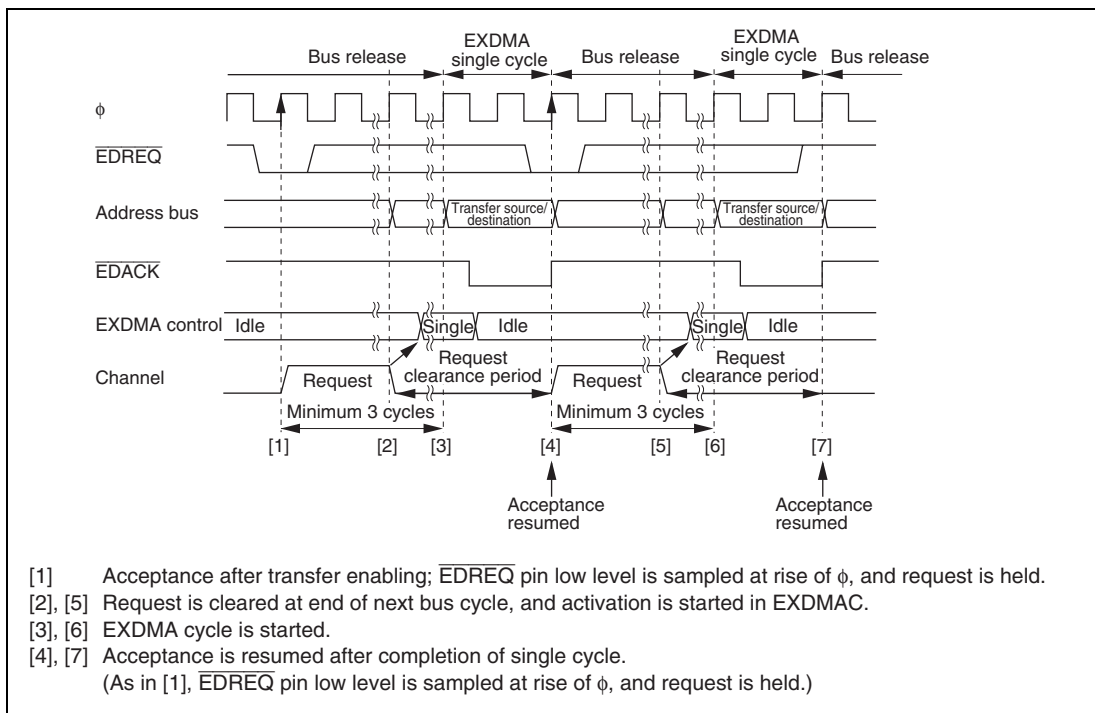 EXDMA
single cycle
EXDMA
single cycle
Bus release
Bus release
Bus release
φ
EDREQ
Address bus
Transfer source/
destination
Transfer source/
destination
EDACK
EXDMA control
Idle
Single
Idle
Single
Idle
Channel
Request
Request
clearance period
Request
Request
clearance period
Minimum 3 cycles
Minimum 3 cycles
[1]
[2]
[3]
[4]
[5]
[6]
[7]
Acceptance
resumed
Acceptance
resumed
[1] Acceptance after transfer enabling; EDREQ pin low level is sampled at rise of φ, and request is held.
[2], [5] Request is cleared at end of next bus cycle, and activation is started in EXDMAC.
[3], [6] EXDMA cycle is started.
[4], [7] Acceptance is resumed after completion of single cycle.
(As in [1], EDREQ pin low level is sampled at rise of φ, and request is held.)